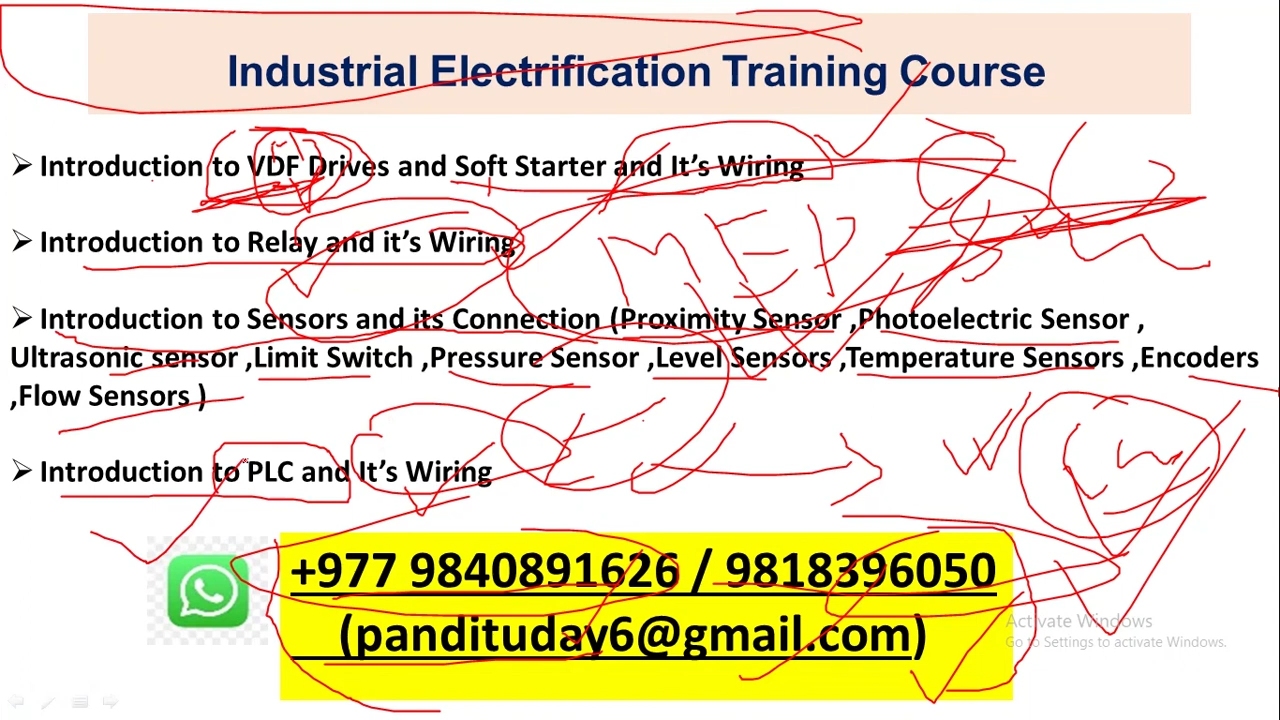 Industrial Electrification Training Course
➢ Introduction to VDF Drives and Soft Starter and It's Wiring
➢ Introduction to Relay and it's Wiring
MEP
➢ Introduction to Sensors and its Connection (Proximity Sensor ,Photoelectric Sensor ,
Ultrasonic sensor ,Limit Switch ,Pressure Sensor ,Level Sensors ,Temperature Sensors ,Encoders
,Flow Sensors )
➢ Introduction to PLC and It's Wiring
+977 9840891626 / 9818396050
(pandituday6@gmail.com)
Activate Windows
Go to Settings to activate Windows.